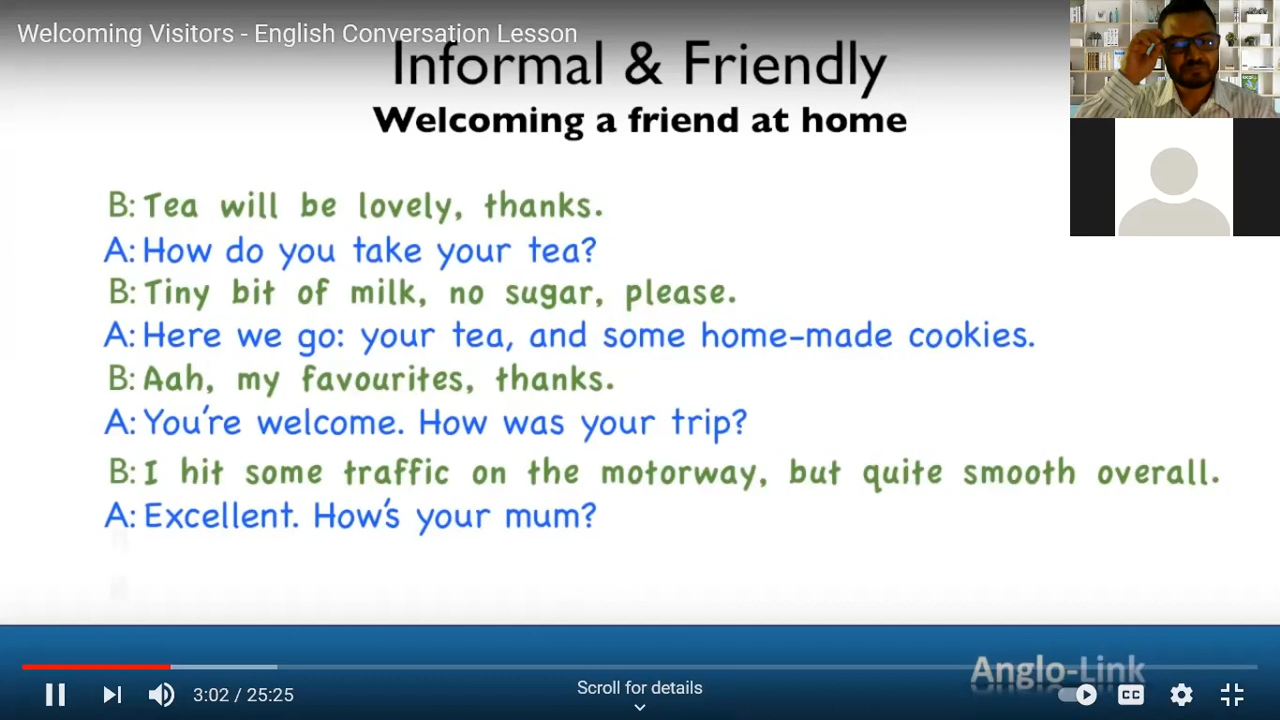 Welcoming Visitors - English Conversation Lesson
Informal & Friendly
Welcoming a friend at home
B: Tea will be lovely, thanks.
A: How do you take your tea?
B: Tiny bit of milk, no sugar, please.
A: Here we go: your tea, and some home-made cookies.
B: Aah, my favourites, thanks.
A: You're welcome. How was your trip?
B: I hit some traffic on the motorway, but quite smooth overall.
A: Excellent. How's your mum?
Anglo-Link
3:02 / 25:25
Scroll for details
CC